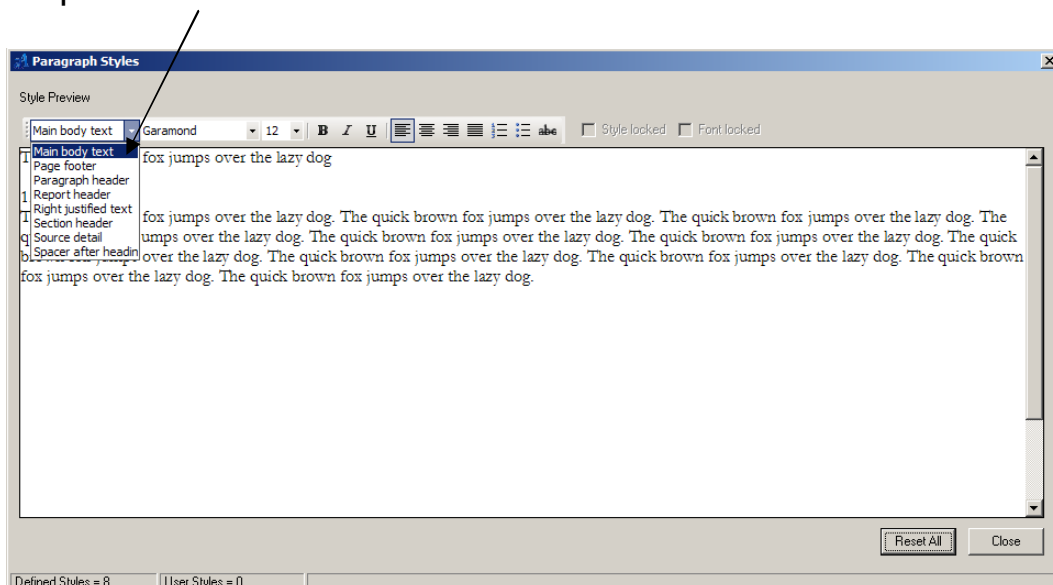 Paragraph Styles
Style Preview
Main body text Garamond 12 B I U abc Style locked Font locked
Main body text
Page footer
Paragraph header
Report header
Right justified text
Section header
Source detail
Spacer after headin
T fox jumps over the lazy dog
1
T fox jumps over the lazy dog. The quick brown fox jumps over the lazy dog. The quick brown fox jumps over the lazy dog. The
q umps over the lazy dog. The quick brown fox jumps over the lazy dog. The quick brown fox jumps over the lazy dog. The quick
over the lazy dog. The quick brown fox jumps over the lazy dog. The quick brown fox jumps over the lazy dog. The quick brown
fox jumps over the lazy dog. The quick brown fox jumps over the lazy dog.
Reset All Close
Defined Styles = 8 User Styles = 0